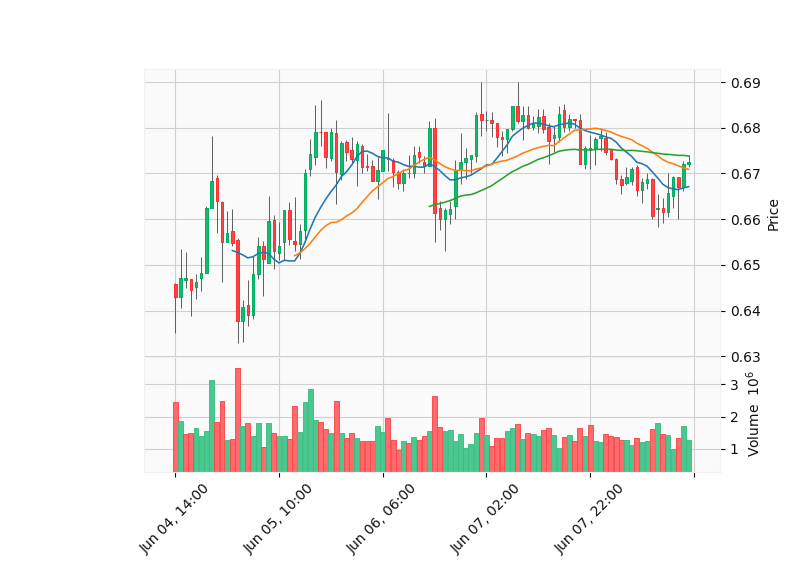 0.69
0.68
0.67
0.66
0.65
0.64
0.63
Price
3
2
1
Volume 10^6
Jun 04, 14:00
Jun 05, 10:00
Jun 06, 06:00
Jun 07, 02:00
Jun 07, 22:00